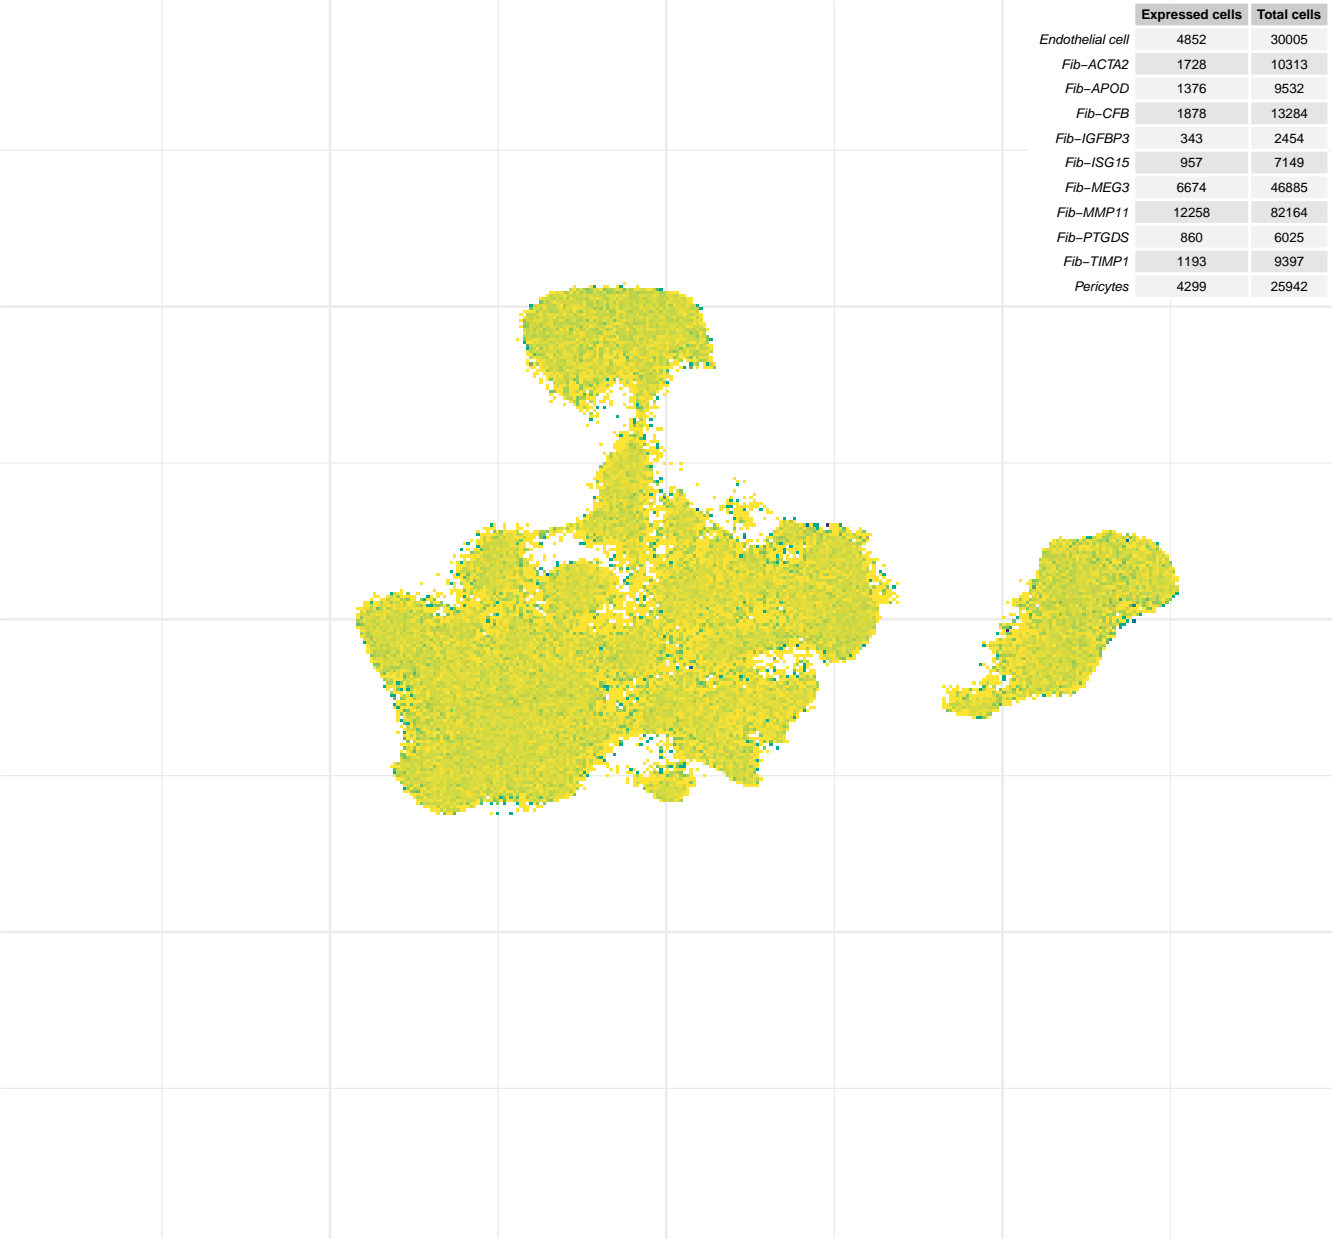 Expressed cells Total cells
Endothelial cell 4852 30005
Fib−ACTA2 1728 10313
Fib−APOD 1376 9532
Fib−CFB 1878 13284
Fib−IGFBP3 343 2454
Fib−ISG15 957 7149
Fib−MEG3 6674 46885
Fib−MMP11 12258 82164
Fib−PTGDS 860 6025
Fib−TIMP1 1193 9397
Pericytes 4299 25942